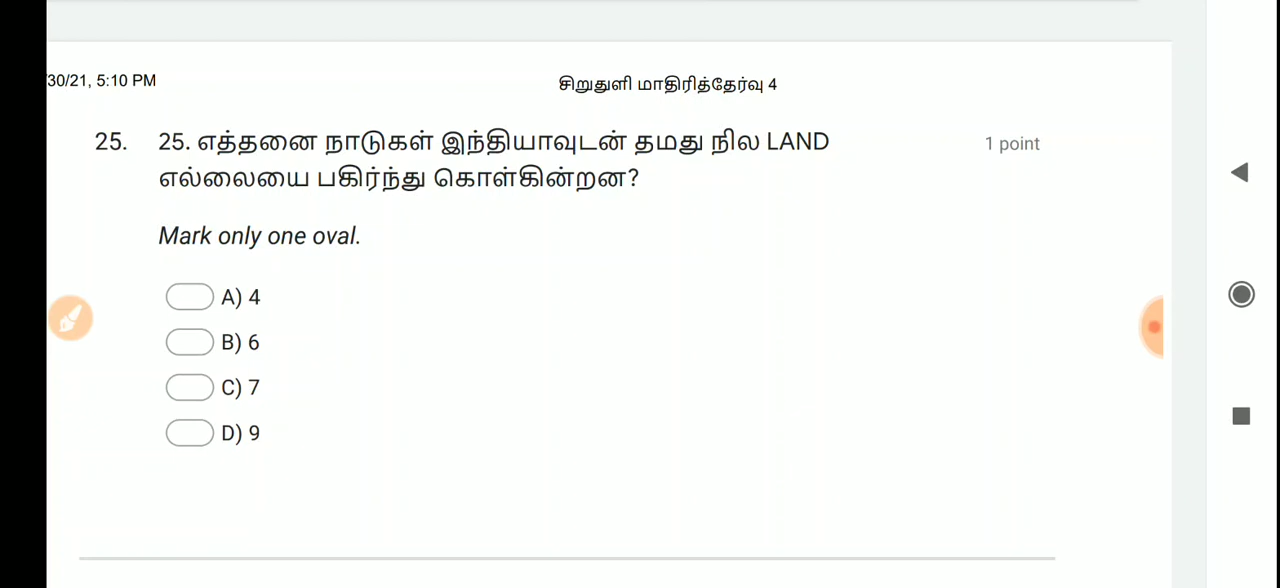 30/21, 5:10 PM
சிறுதுளி மாதிரித்தேர்வு 4
25. 25. எத்தனை நாடுகள் இந்தியாவுடன் தமது நில LAND 1 point
எல்லையை பகிர்ந்து கொள்கின்றன?
Mark only one oval.
A) 4
B) 6
C) 7
D) 9